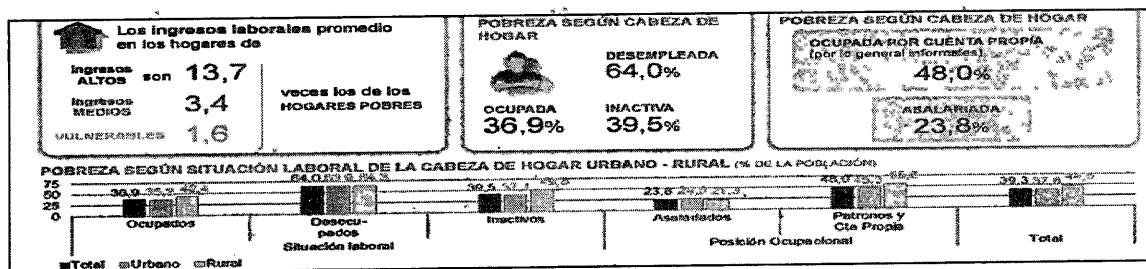 Los ingresos laborales promedio
en los hogares de
Ingresos
ALTOS son 13,7
Ingresos
MEDIOS 3,4
VULNERABLES 1,6
veces los de los
HOGARES POBRES
POBREZA SEGÚN CABEZA DE
HOGAR
DESEMPLEADA
64,0%
OCUPADA
36,9%
INACTIVA
39,5%
POBREZA SEGÚN CABEZA DE HOGAR
OCUPADA POR CUENTA PROPIA
(por lo general informales)
48,0%
ASALARIADA
23,8%
POBREZA SEGÚN SITUACIÓN LABORAL DE LA CABEZA DE HOGAR URBANO - RURAL (% DE LA POBLACIÓN)
75
50
25
0
36,9
64,0
39,5
23,8
48,0
39,3
Ocupados
Desocu-
pados
Inactivos
Asalariados
Patronos y
Cta Propia
Total
Situación laboral
Posición Ocupacional
Total Urbano Rural